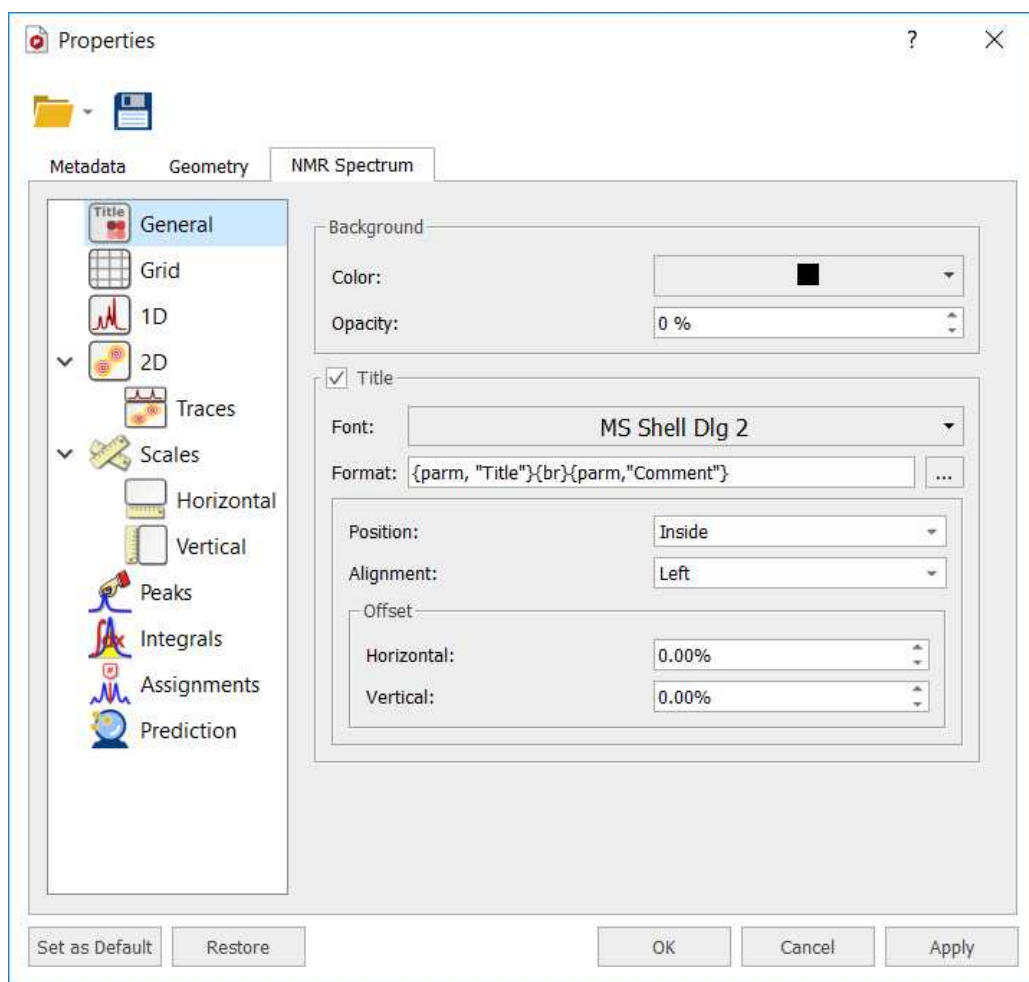 Properties
?
Metadata Geometry NMR Spectrum
Title
General
Grid
1D
2D
Traces
Scales
Horizontal
Vertical
Peaks
Integrals
Assignments
Prediction
Background
Color:
Opacity: 0 %
Title
Font: MS Shell Dlg 2
Format: {parm, "Title"}{br}{parm,"Comment"} ...
Position: Inside
Alignment: Left
Offset
Horizontal: 0.00%
Vertical: 0.00%
Set as Default Restore OK Cancel Apply